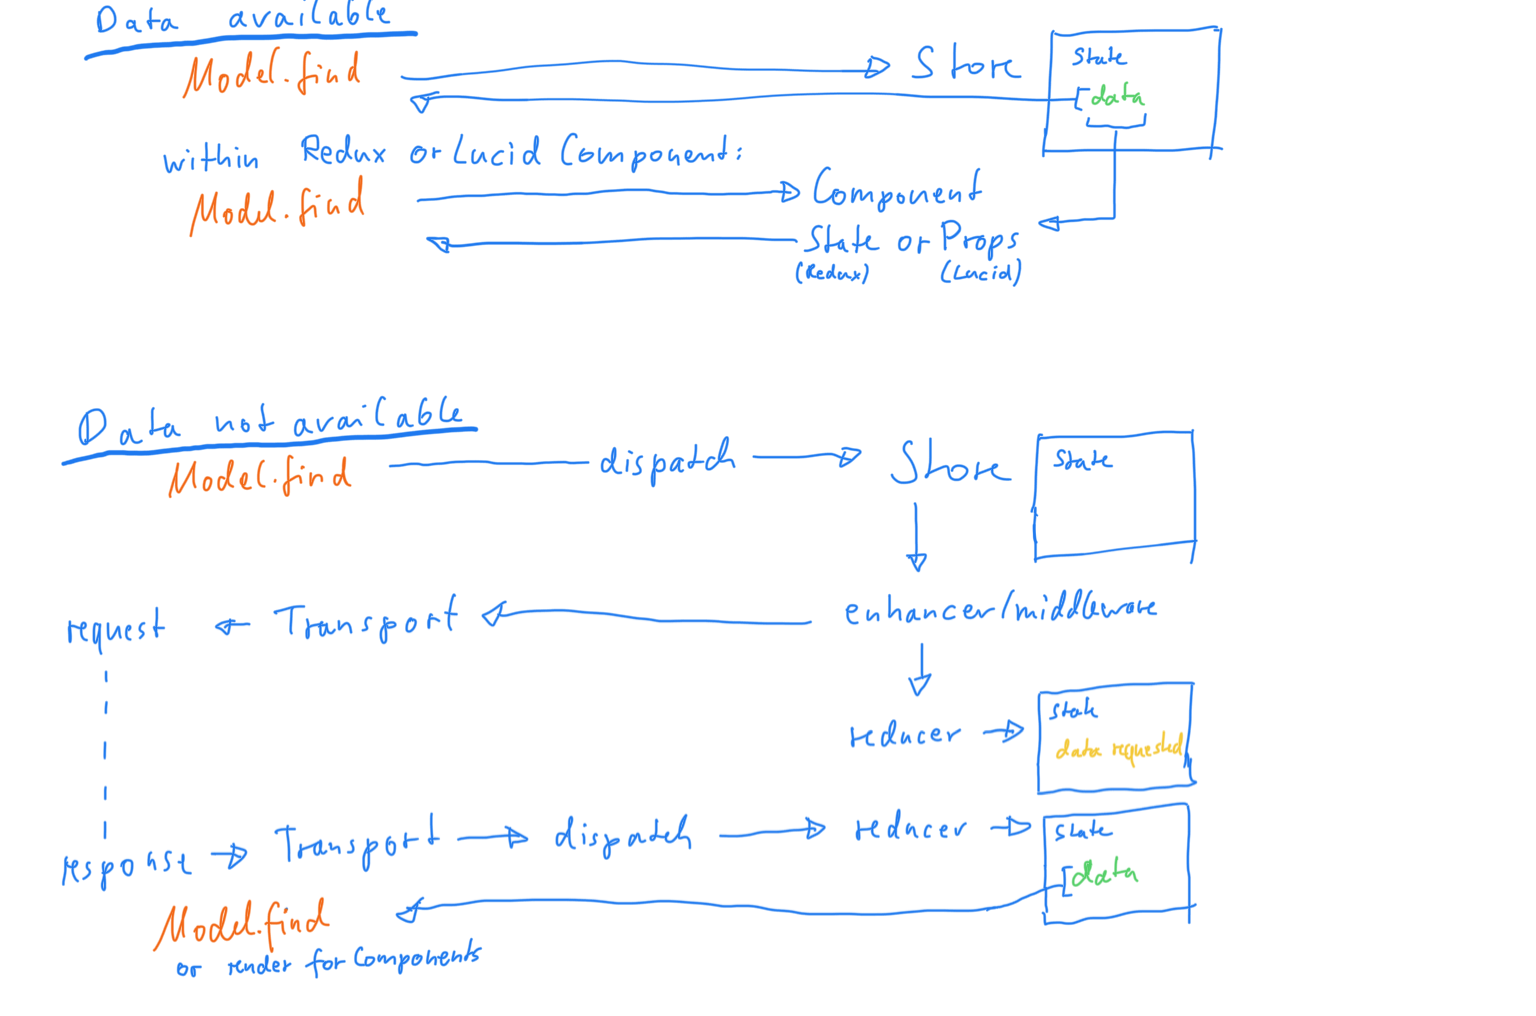 Data available
Model.find Store State
[data
within Redux or Lucid Component:
Model.find Component
State or Props
(Redux) (Lucid)
Data not available
Model.find dispatch Store State
request Transport enhancer/middleware
reducer State
data requested
response Transport dispatch reducer State
[data
Model.find
or render for Components